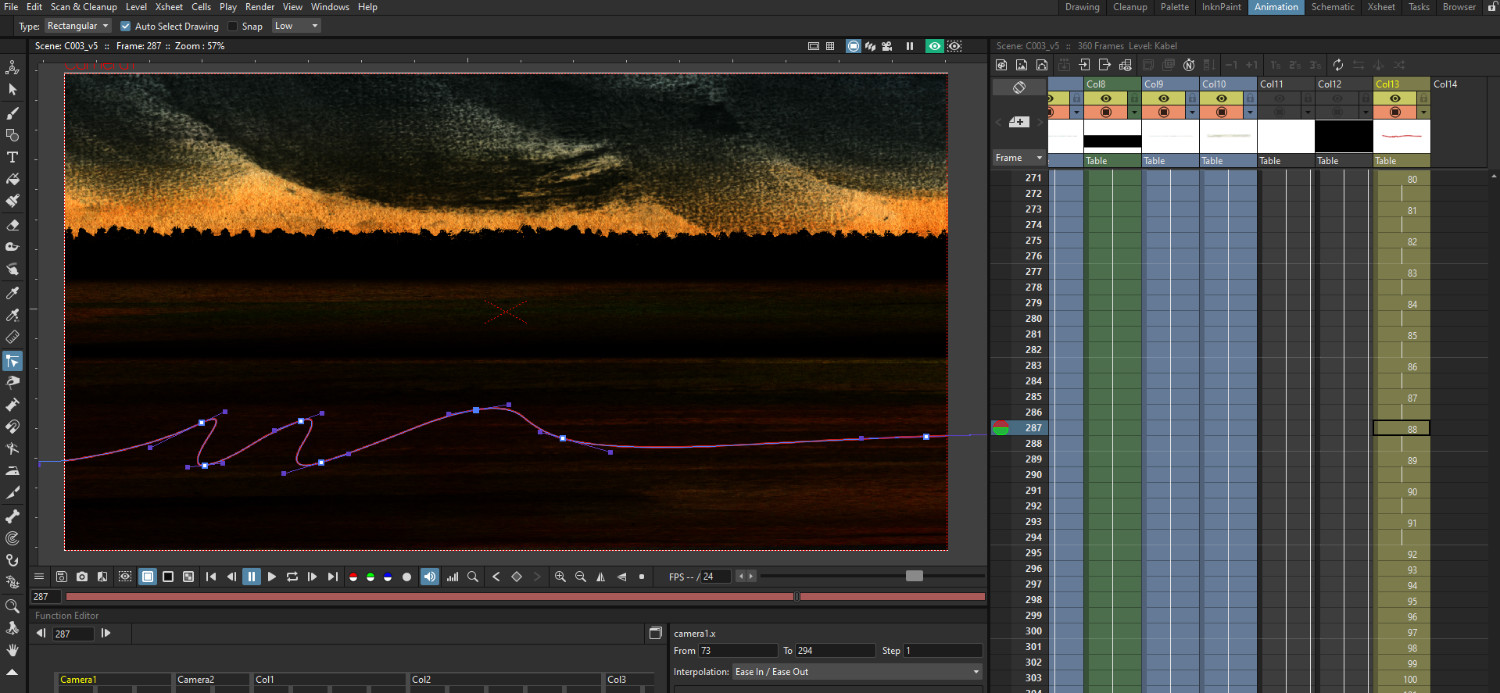 File Edit Scan & Cleanup Level Xsheet Cells Play Render View Windows Help
Drawing Cleanup Palette InknPaint Animation Schematic Xsheet Tasks Browser
Type: Rectangular Auto Select Drawing Snap Low
Scene: C003_v5 :: Frame: 287 :: Zoom : 57%
Scene: C003_v5 :: 360 Frames Level: Kabel
-1 +1 1's 2's 3's
Col8 Col9 Col10 Col11 Col12 Col13 Col14
Frame
Table Table Table Table Table Table
271 80
272
273 81
274
275 82
276
277 83
278
279 84
280
281 85
282
283 86
284
285 87
286
287 88
288
289 89
290
291 90
292
293 91
294
295 92
296 93
297 94
298 95
299 96
300 97
301 98
302 99
303 100
FPS -- / 24
287
Function Editor
287
camera1.x
From 73 To 294 Step 1
Interpolation: Ease In / Ease Out
Camera1 Camera2 Col1 Col2 Col3